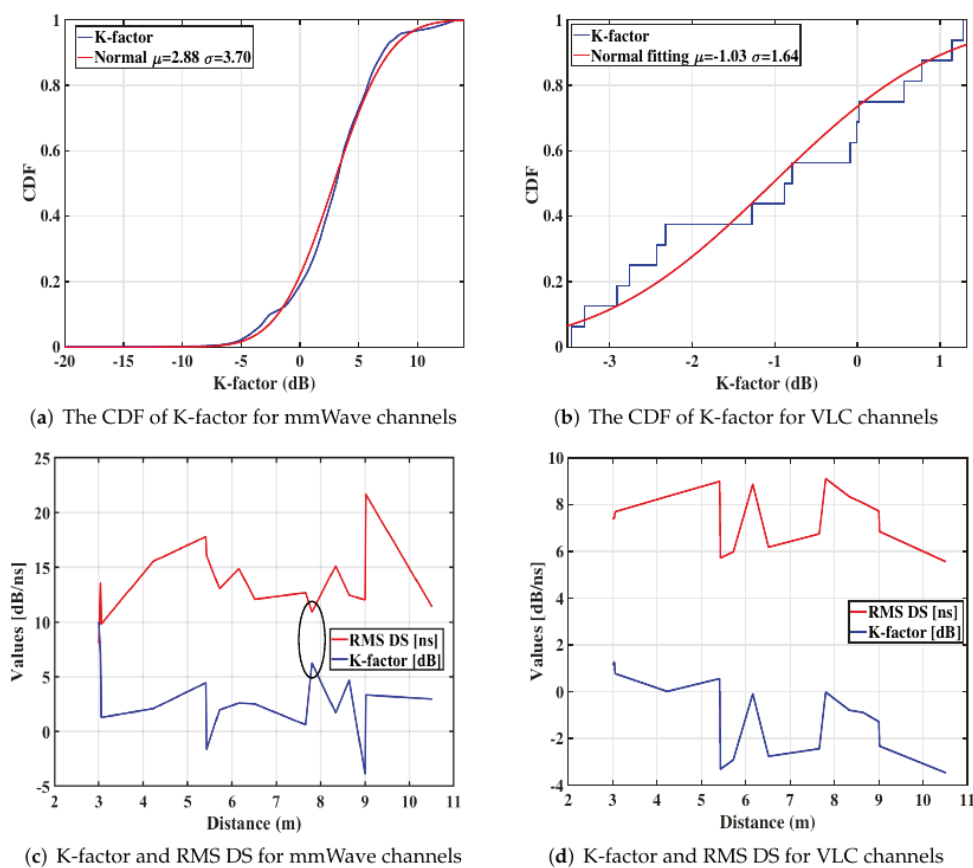 K-factor
Normal μ=2.88 σ=3.70
CDF
1
0.8
0.6
0.4
0.2
0
-20 -15 -10 -5 0 5 10
K-factor (dB)
(a) The CDF of K-factor for mmWave channels
K-factor
Normal fitting μ=-1.03 σ=1.64
CDF
1
0.8
0.6
0.4
0.2
0
-3 -2 -1 0 1
K-factor (dB)
(b) The CDF of K-factor for VLC channels
Values [dB/ns]
25
20
15
10
5
0
-5
RMS DS [ns]
K-factor [dB]
2 3 4 5 6 7 8 9 10 11
Distance (m)
(c) K-factor and RMS DS for mmWave channels
Values [dB/ns]
10
8
6
4
2
0
-2
-4
RMS DS [ns]
K-factor [dB]
2 3 4 5 6 7 8 9 10 11
Distance (m)
(d) K-factor and RMS DS for VLC channels